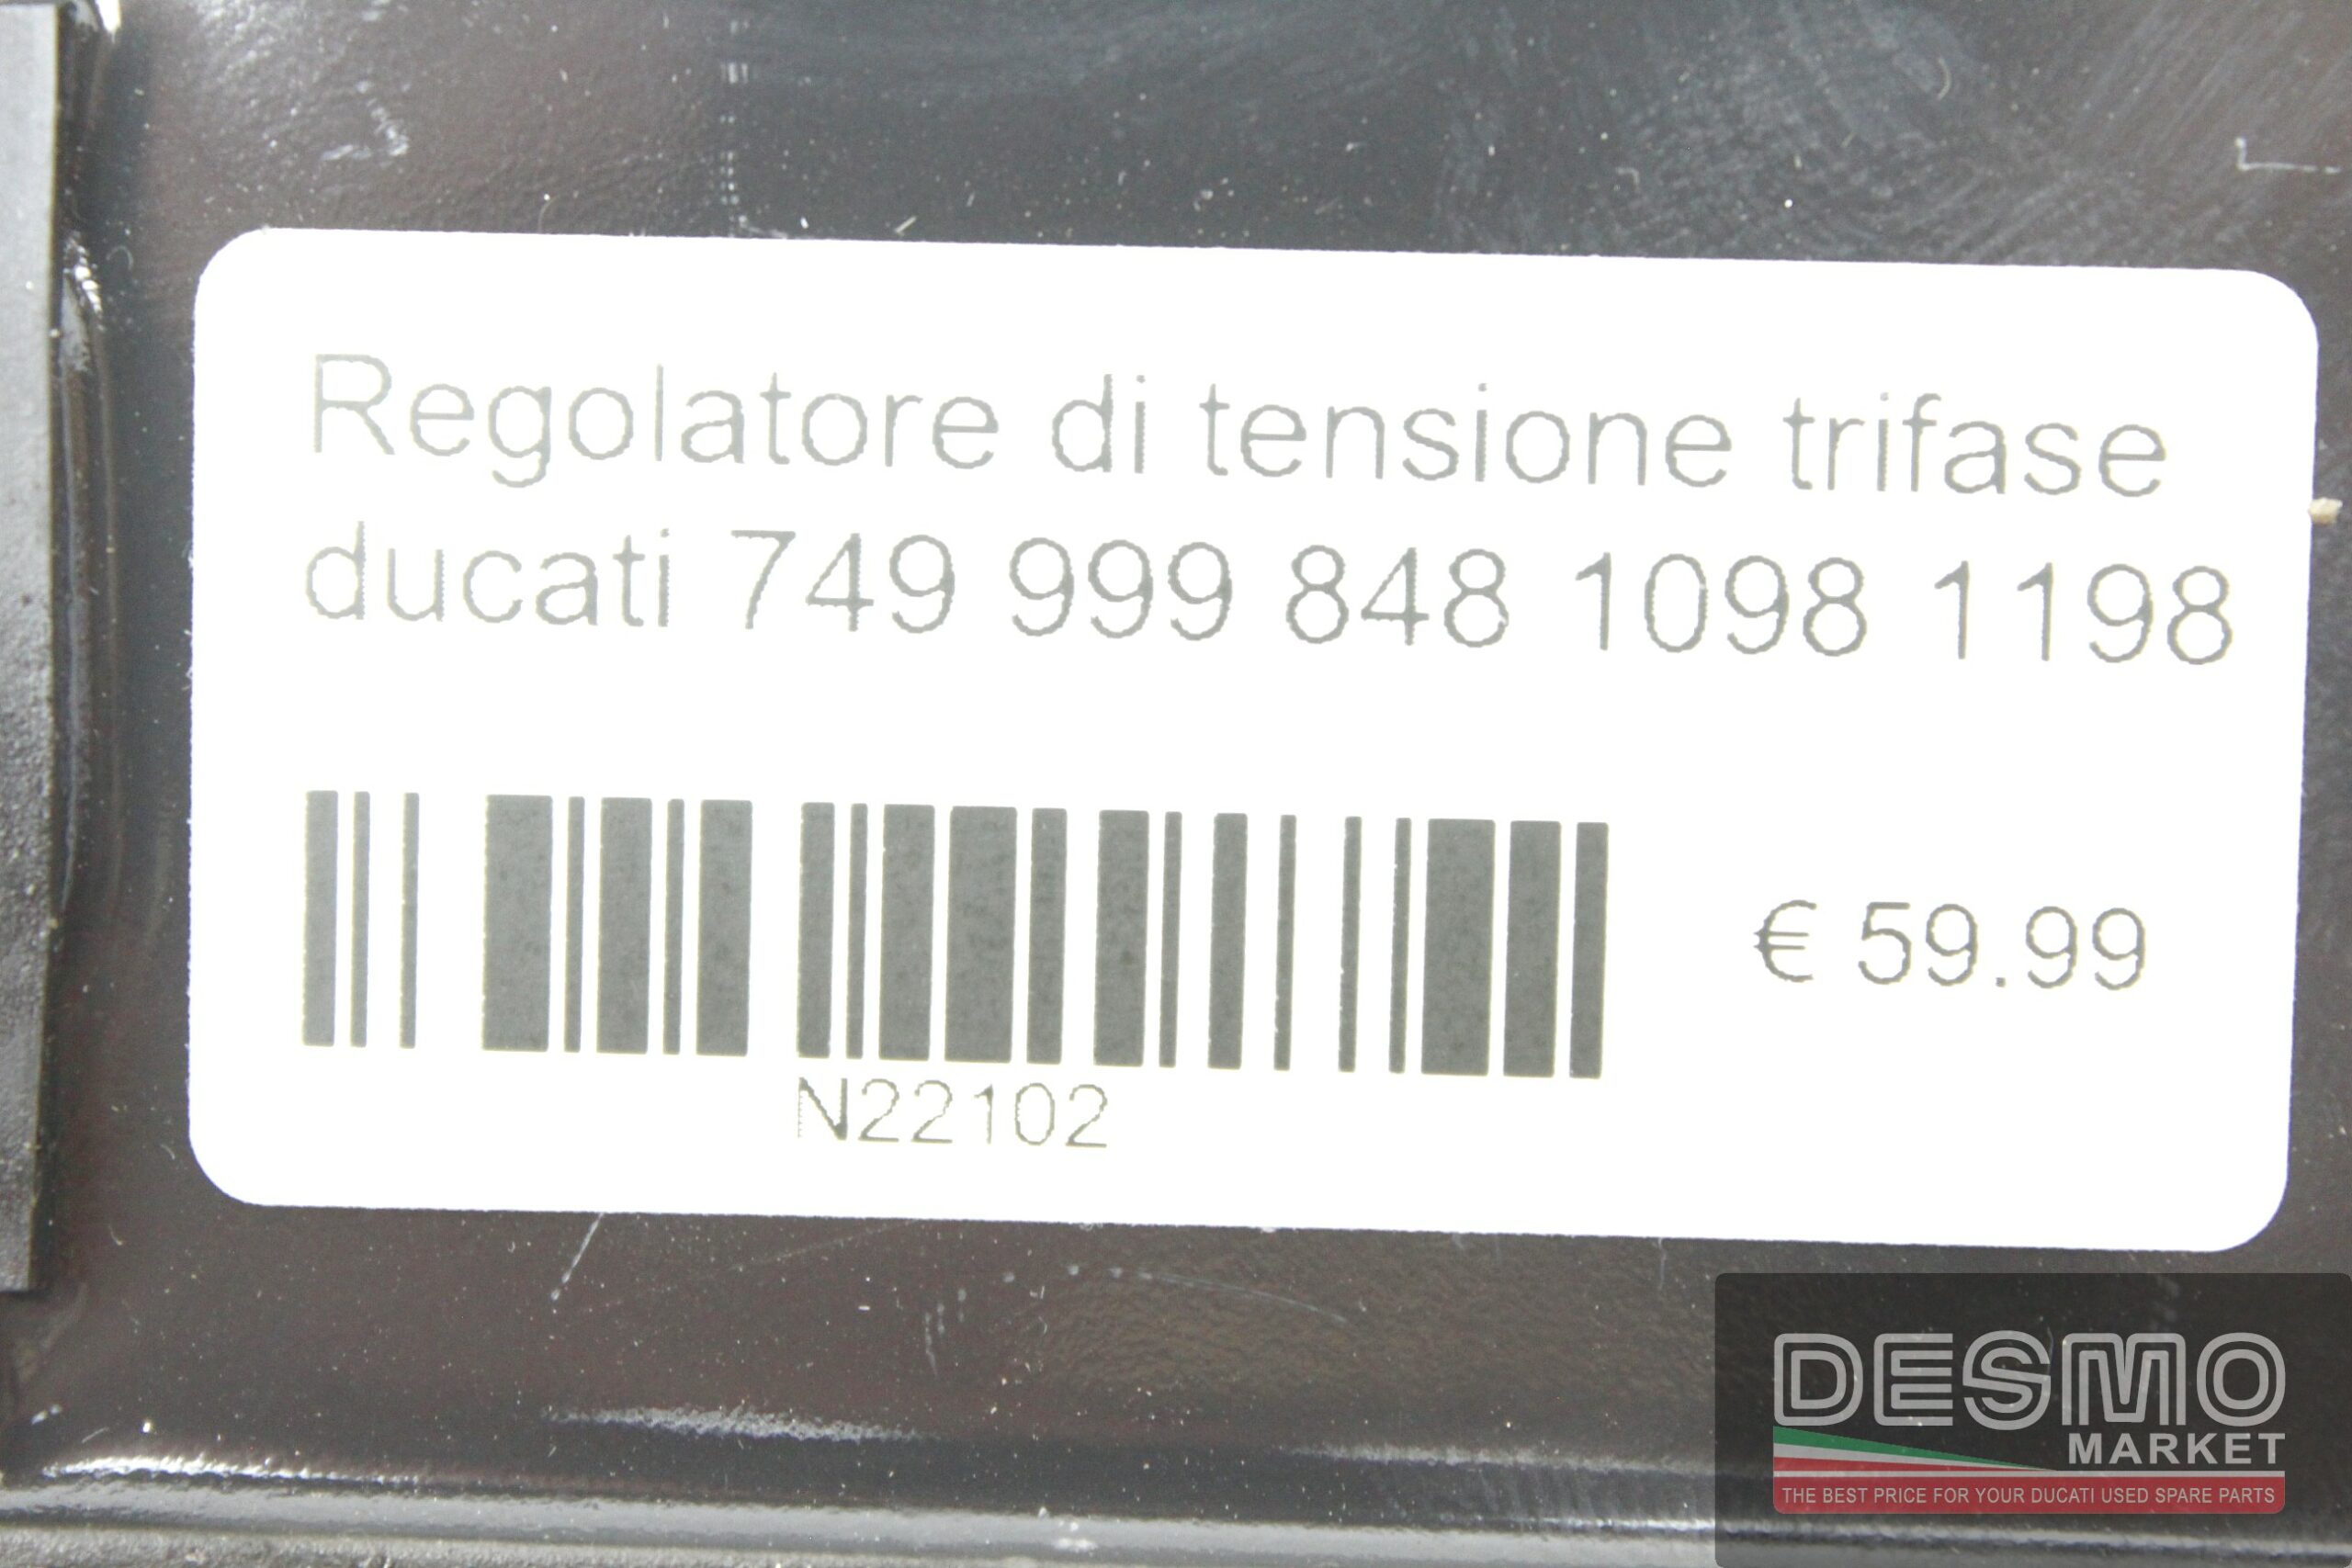 Regolatore di tensione trifase
ducati 749 999 848 1098 1198
€ 59.99
N22102
DESMO
MARKET
THE BEST PRICE FOR YOUR DUCATI USED SPARE PARTS